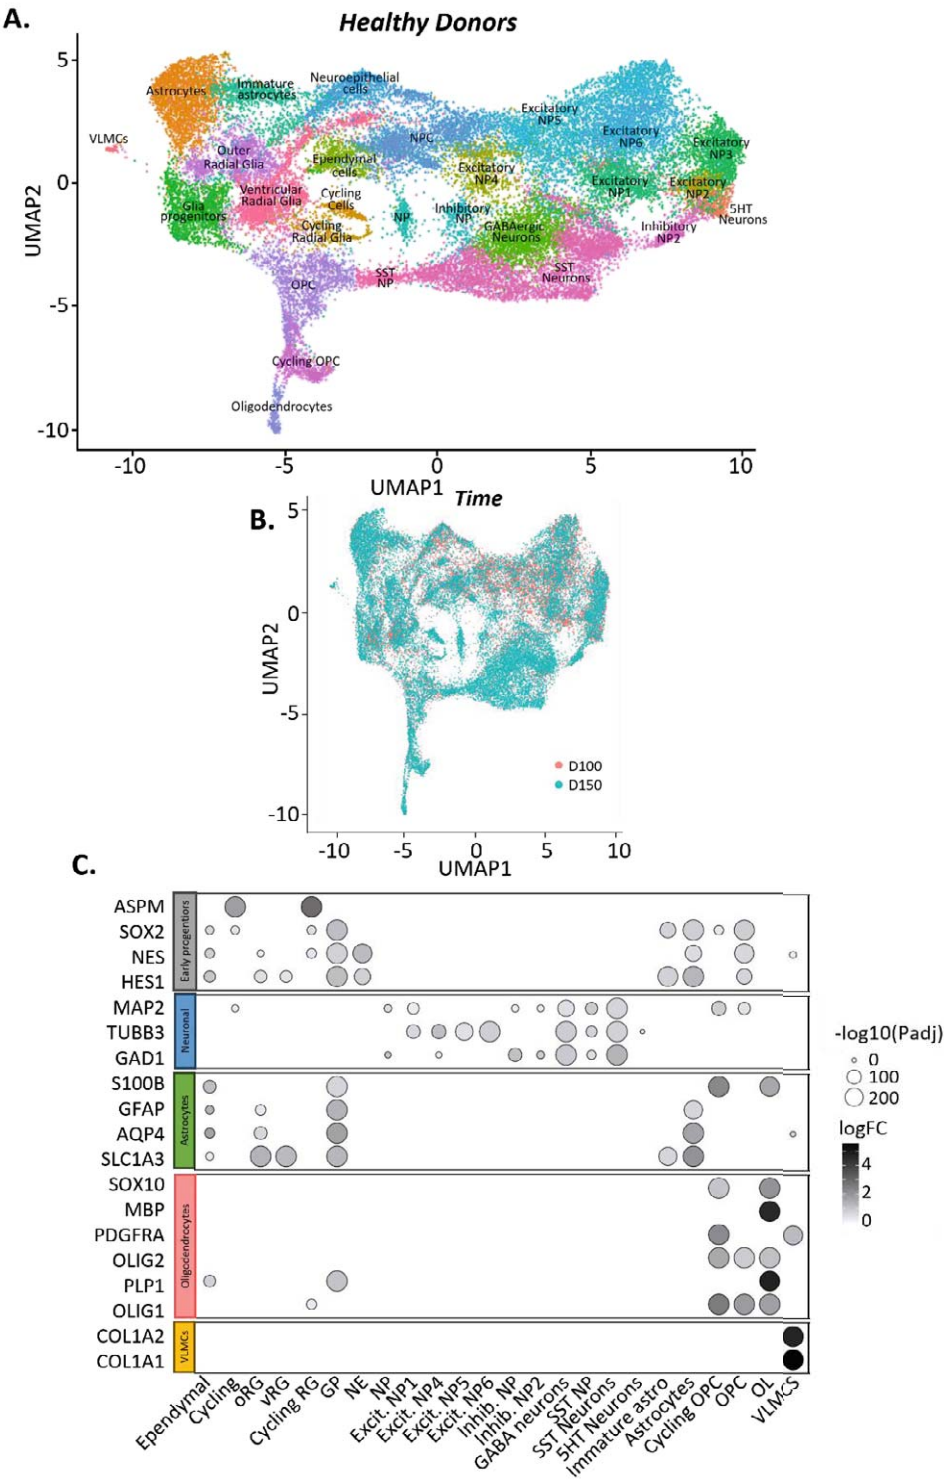 A.
Healthy Donors
5
0
-5
-10
UMAP2
Astrocytes
Immature
astrocytes
Neuroepithelial
cells
VLMCs
Outer
Radial Glia
Ependymal
cells
NPC
Excitatory
NP5
Excitatory
NP6
Excitatory
NP3
Excitatory
NP4
Excitatory
NP1
Excitatory
NP2
5HT
Neurons
Glia
progenitors
Ventricular
Radial Glia
Cycling
Cells
Cycling
Radial Glia
NP
Inhibitory
NP
GABAergic
Neurons
Inhibitory
NP2
OPC
SST
NP
SST
Neurons
Cycling OPC
Oligodendrocytes
-10
-5
0
5
10
UMAP1
B.
Time
5
0
-5
-10
UMAP2
D100
D150
-10
-5
0
5
10
UMAP1
C.
Early progentiors
ASPM
SOX2
NES
HES1
Neuronal
MAP2
TUBB3
GAD1
Astrocytes
S100B
GFAP
AQP4
SLC1A3
Oligodendrocytes
SOX10
MBP
PDGFRA
OLIG2
PLP1
OLIG1
VLMCs
COL1A2
COL1A1
-log10(Padj)
0
100
200
logFC
4
2
0
Ependymal
Cycling
oRG
vRG
Cycling RG
GP
NE
NP
Excit. NP1
Excit. NP4
Excit. NP5
Excit. NP6
Inhib. NP
Inhib. NP2
GABA neurons
SST NP
SST Neurons
5HT Neurons
Immature astro
Astrocytes
Cycling OPC
OPC
OL
VLMCS